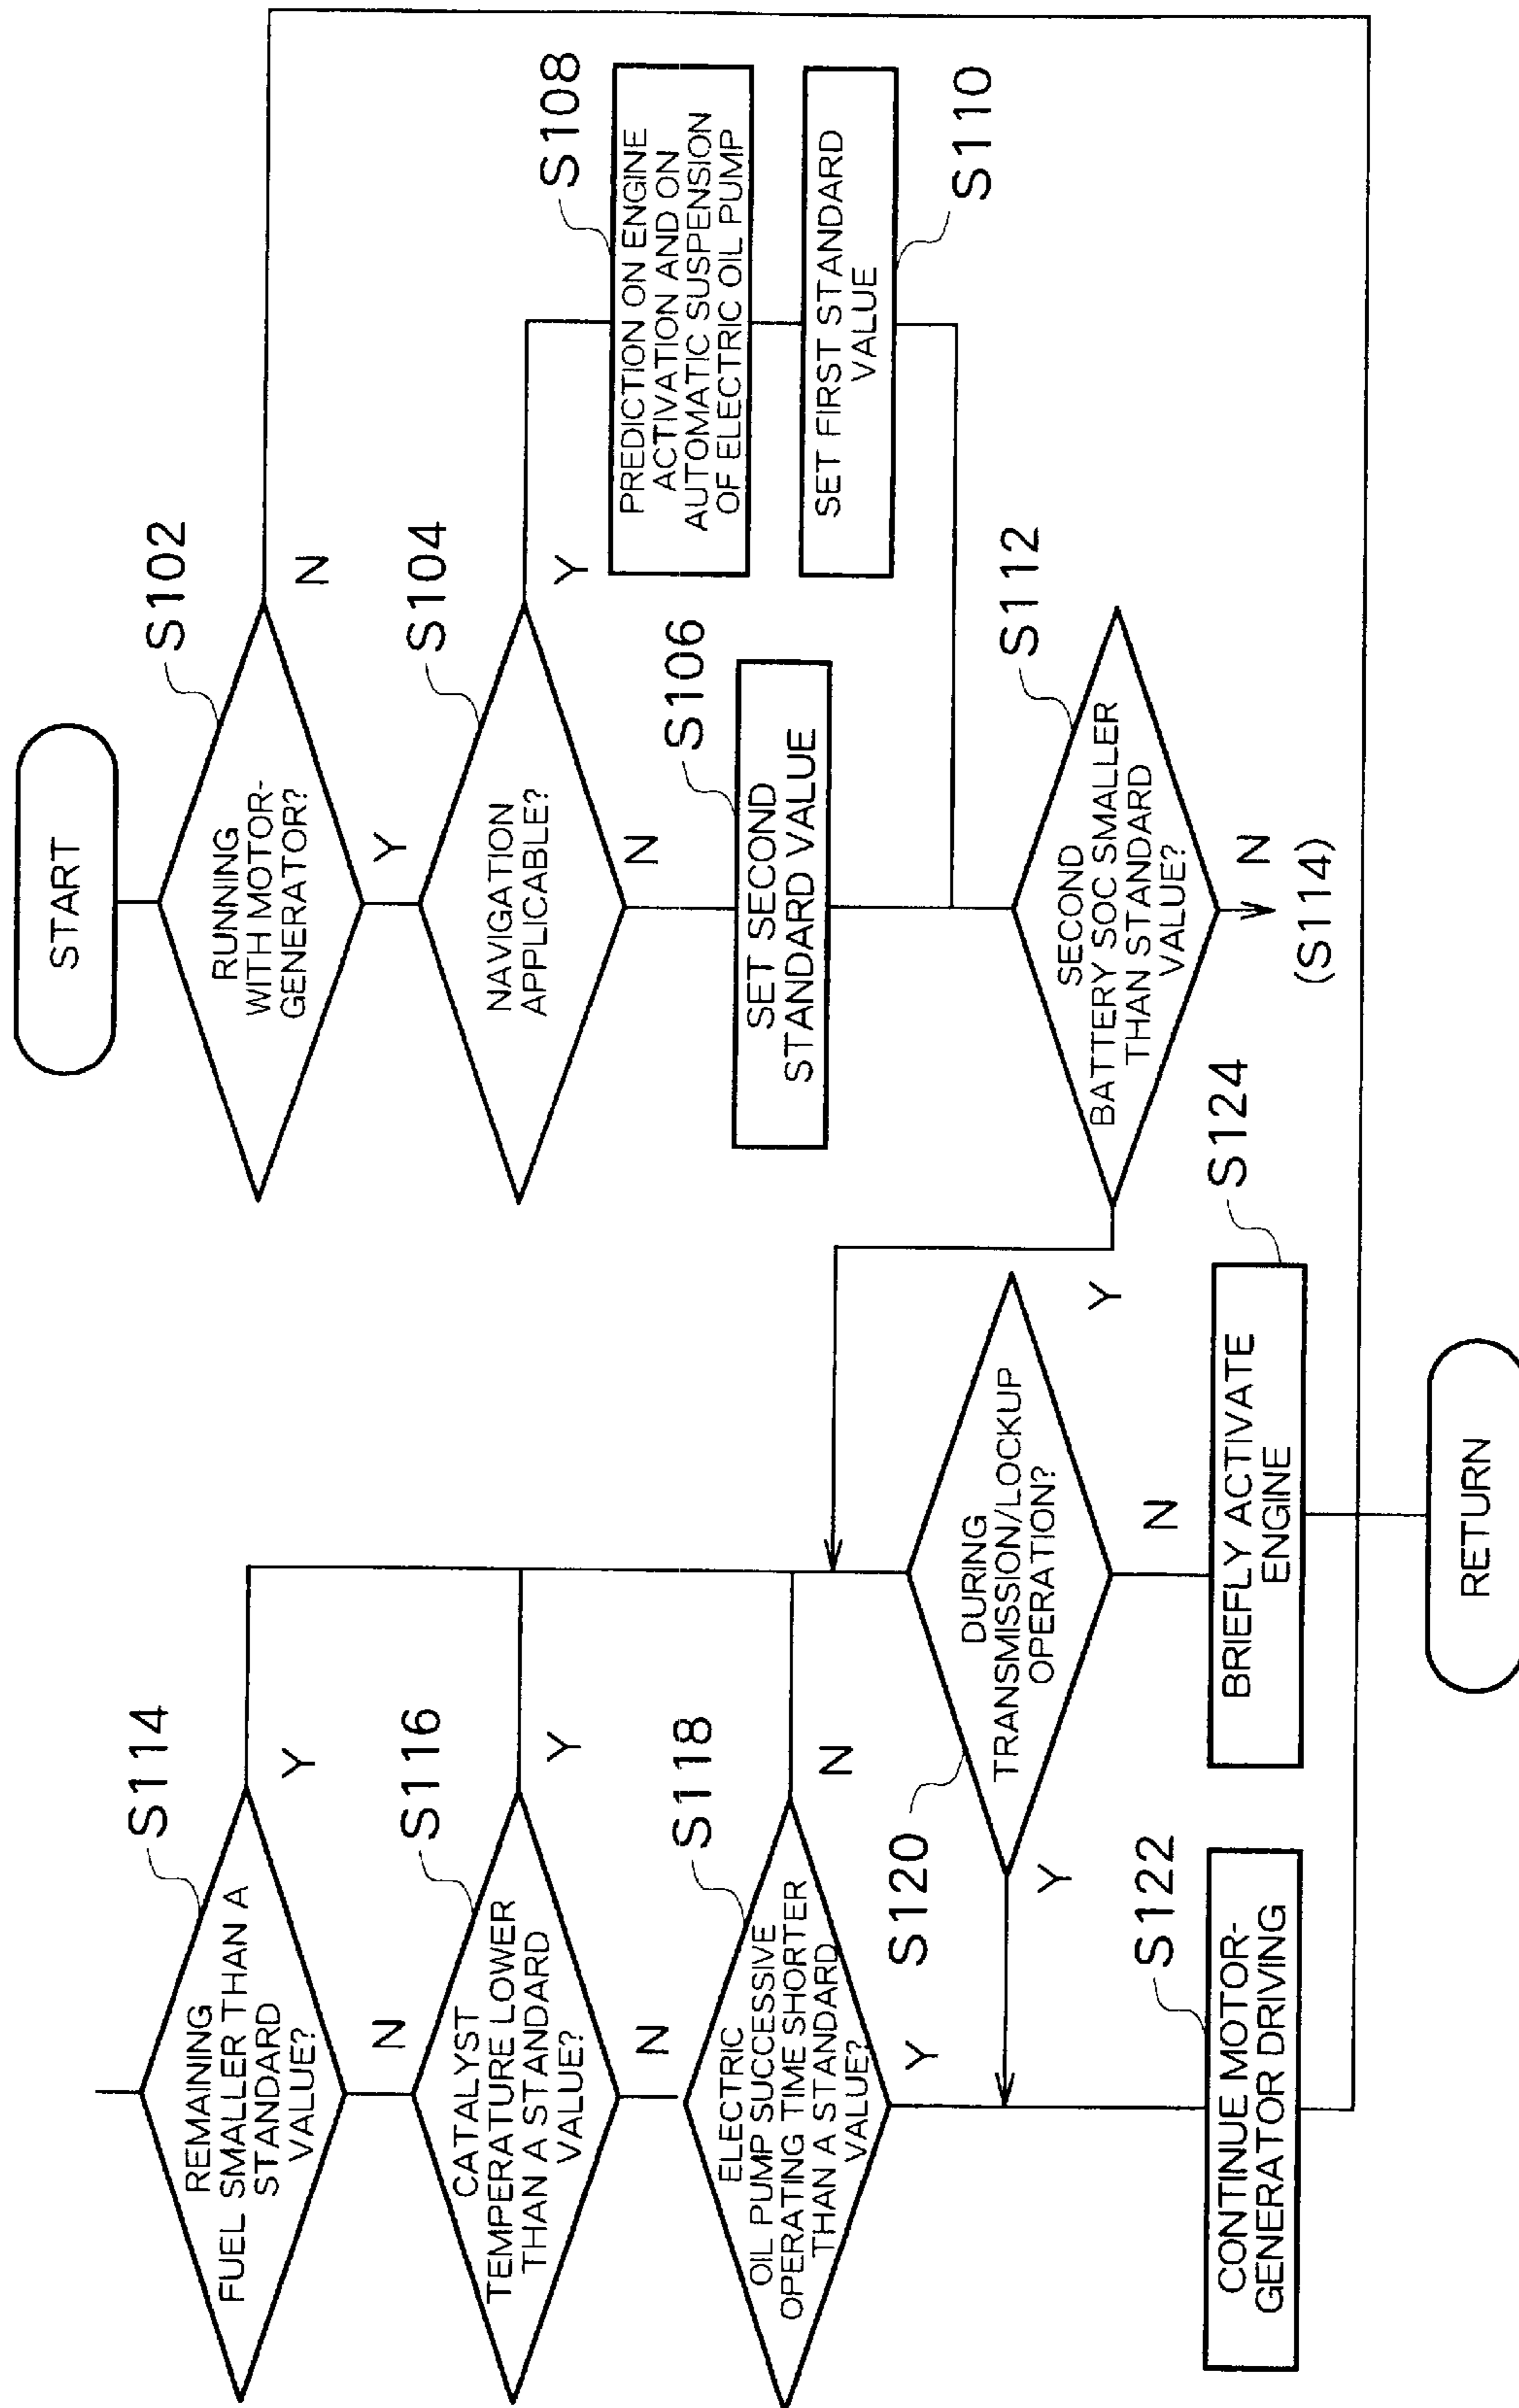 START
RUNNING
WITH MOTOR-
GENERATOR?
S102
N
Y
NAVIGATION
APPLICABLE?
S104
Y
N
SET SECOND
STANDARD VALUE
S106
PREDICTION ON ENGINE
ACTIVATION AND ON
AUTOMATIC SUSPENSION
OF ELECTRIC OIL PUMP
S108
SET FIRST STANDARD
VALUE
S110
SECOND
BATTERY SOC SMALLER
THAN STANDARD
VALUE?
S112
Y
N
(S114)
REMAINING
FUEL SMALLER THAN A
STANDARD
VALUE?
S114
Y
N
CATALYST
TEMPERATURE LOWER
THAN A STANDARD
VALUE?
S116
Y
N
ELECTRIC
OIL PUMP SUCCESSIVE
OPERATING TIME SHORTER
THAN A STANDARD
VALUE?
S118
N
Y
DURING
TRANSMISSION/LOCKUP
OPERATION?
S120
Y
N
CONTINUE MOTOR-
GENERATOR DRIVING
S122
BRIEFLY ACTIVATE
ENGINE
S124
RETURN